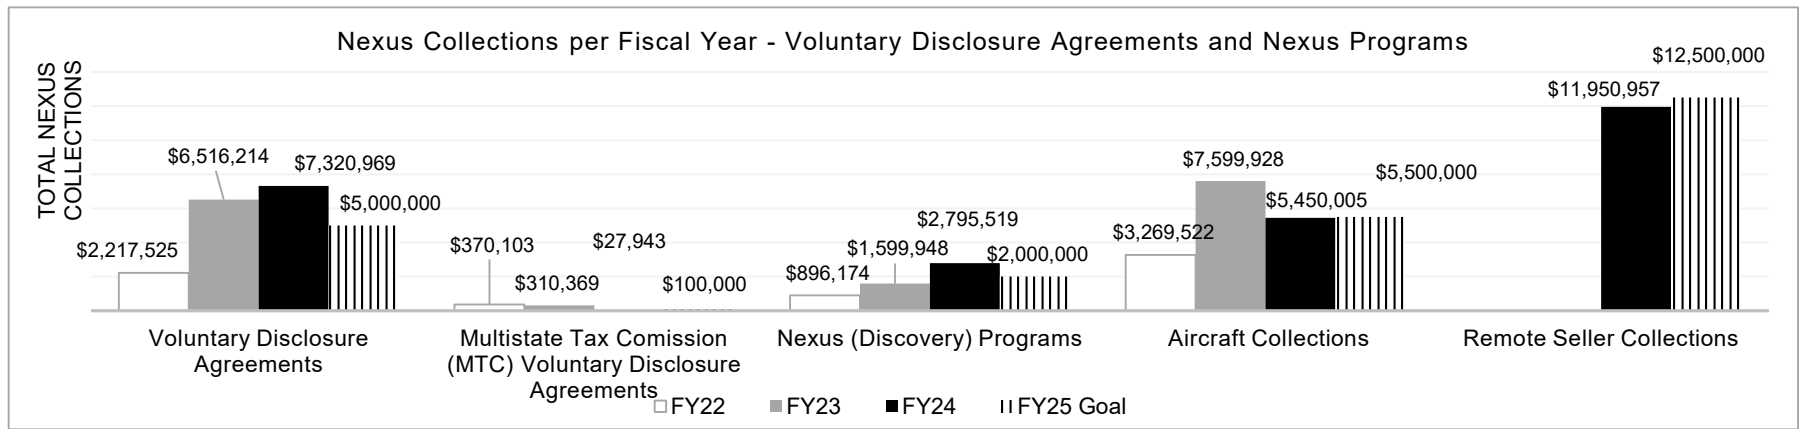 Nexus Collections per Fiscal Year - Voluntary Disclosure Agreements and Nexus Programs
TOTAL NEXUS
COLLECTIONS
$2,217,525
$6,516,214
$7,320,969
$5,000,000
$370,103
$310,369
$27,943
$100,000
$896,174
$1,599,948
$2,795,519
$2,000,000
$3,269,522
$7,599,928
$5,450,005
$5,500,000
$11,950,957
$12,500,000
Voluntary Disclosure
Agreements
Multistate Tax Comission
(MTC) Voluntary Disclosure
Agreements
Nexus (Discovery) Programs
Aircraft Collections
Remote Seller Collections
FY22
FY23
FY24
FY25 Goal